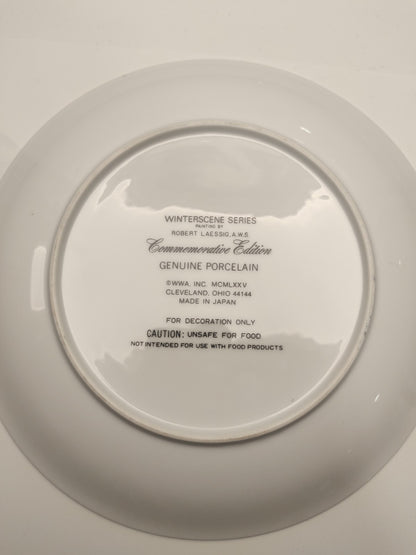 WINTERSCENE SERIES
PAINTING BY
ROBERT LAESSIG, A.W.S.
Commemorative Edition
GENUINE PORCELAIN
©WWA, INC. MCMLXXV
CLEVELAND, OHIO 44144
MADE IN JAPAN
FOR DECORATION ONLY
CAUTION: UNSAFE FOR FOOD
NOT INTENDED FOR USE WITH FOOD PRODUCTS